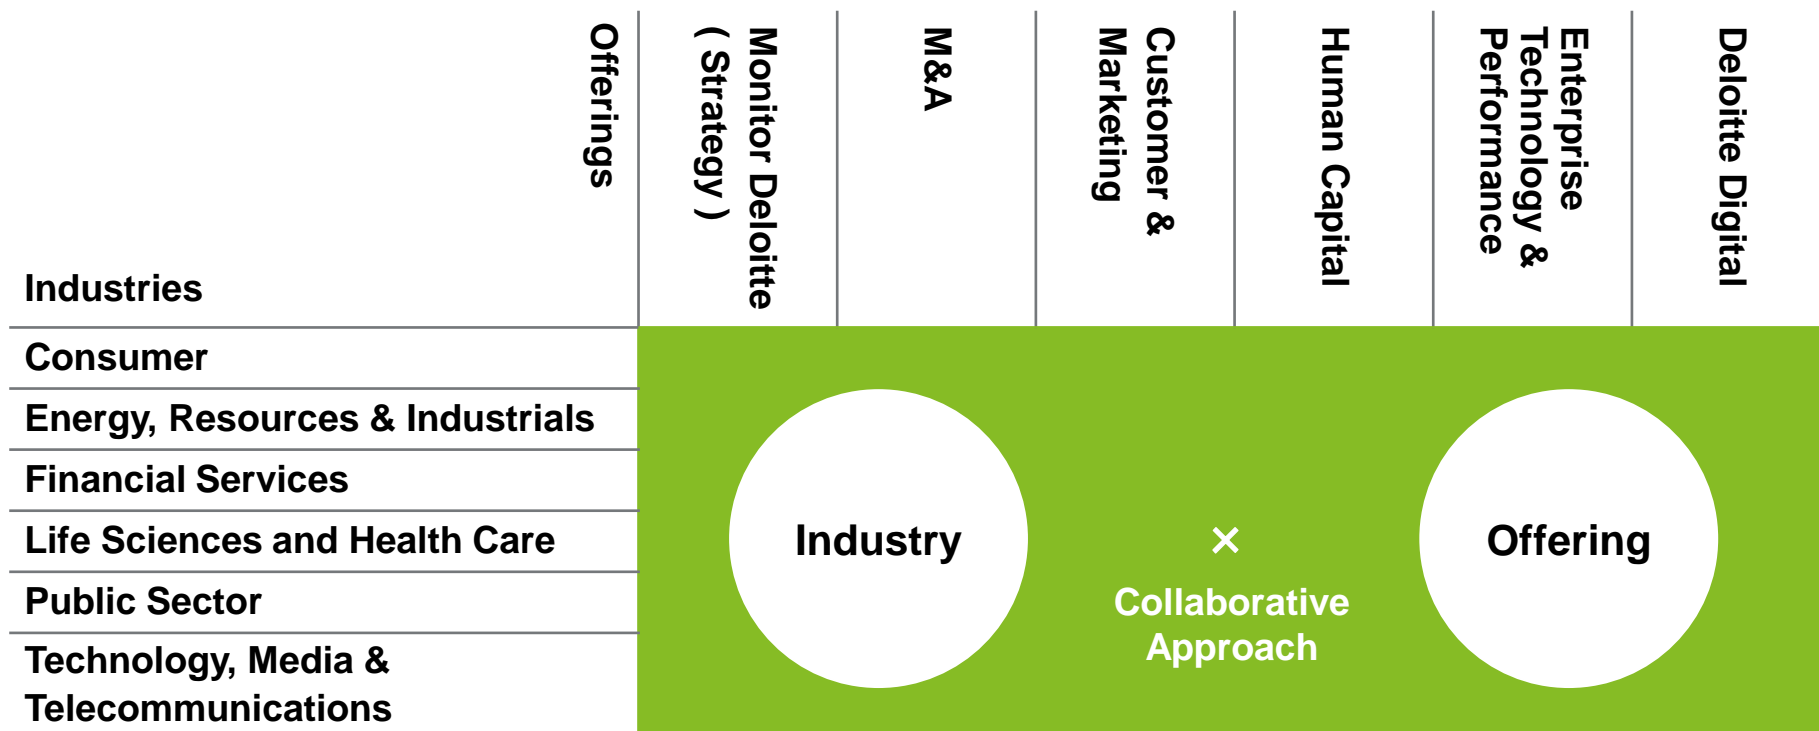 Offerings
Monitor Deloitte
( Strategy )
M&A
Customer &
Marketing
Human Capital
Enterprise
Technology &
Performance
Deloitte Digital
Industries
Consumer
Energy, Resources & Industrials
Financial Services
Life Sciences and Health Care
Public Sector
Technology, Media &
Telecommunications
Industry
×
Collaborative
Approach
Offering